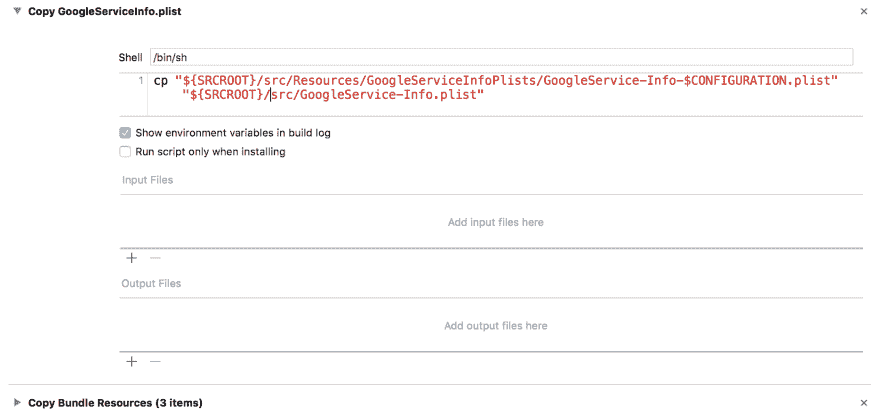 Copy GoogleServiceInfo.plist
Shell /bin/sh
1 cp "${SRCROOT}/src/Resources/GoogleServiceInfoPlists/GoogleService-Info-$CONFIGURATION.plist"
"${SRCROOT}/src/GoogleService-Info.plist"
Show environment variables in build log
Run script only when installing
Input Files
Add input files here
Output Files
Add output files here
Copy Bundle Resources (3 items)